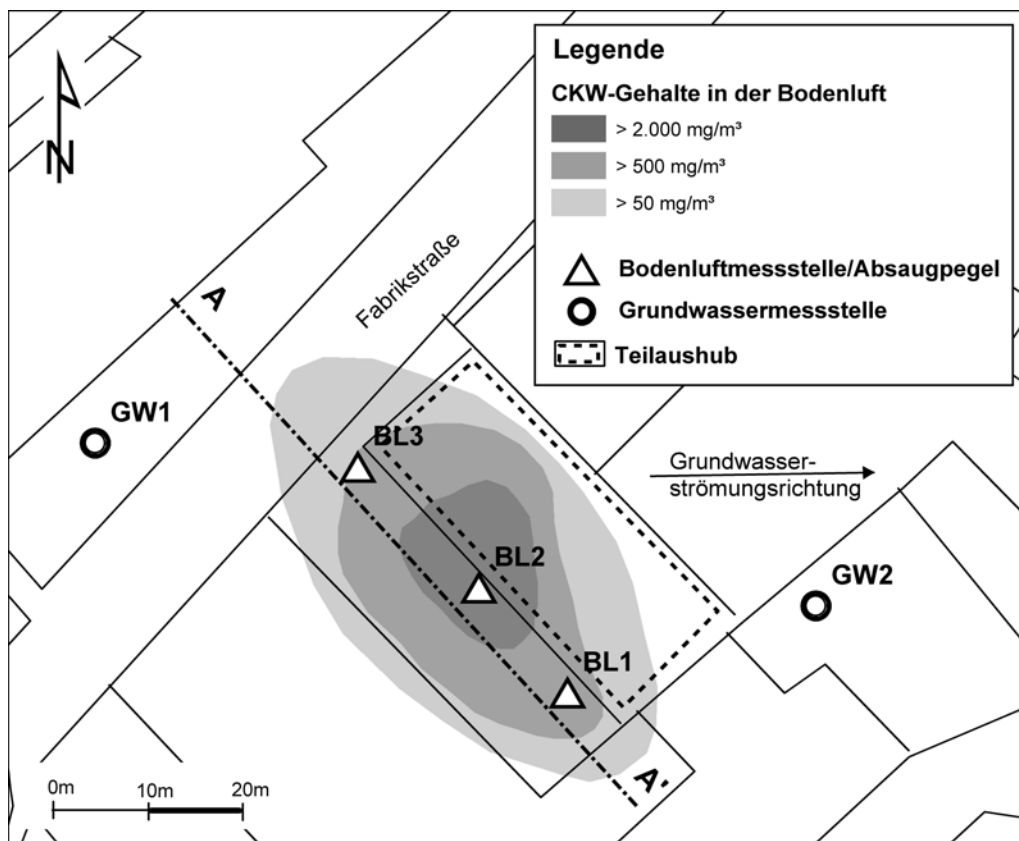 N
Legende
CKW-Gehalte in der Bodenluft
> 2.000 mg/m³
> 500 mg/m³
> 50 mg/m³
Bodenluftmessstelle/Absaugpegel
Grundwassermessstelle
Teilaushub
A
Fabrikstraße
GW1
BL3
Grundwasser-
strömungsrichtung
BL2
GW2
BL1
A'
0m
10m
20m